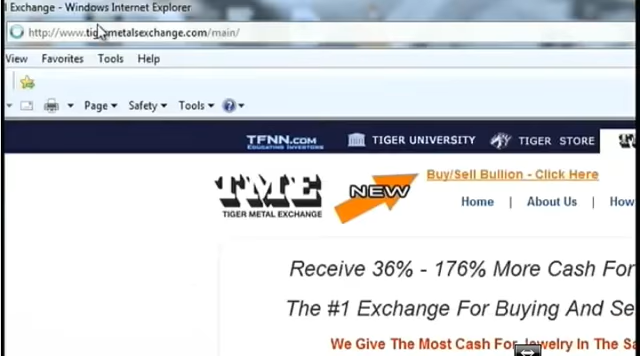 l Exchange - Windows Internet Explorer
http://www.tigermetalsexchange.com/main/
View Favorites Tools Help
Page Safety Tools
TFNN.COM TIGER UNIVERSITY TIGER STORE
EDUCATING INVESTORS
Buy/Sell Bullion - Click Here
TME NEW
Home | About Us | How
TIGER METAL EXCHANGE
Receive 36% - 176% More Cash For
The #1 Exchange For Buying And Se
We Give The Most Cash For Jewelry In The Sa